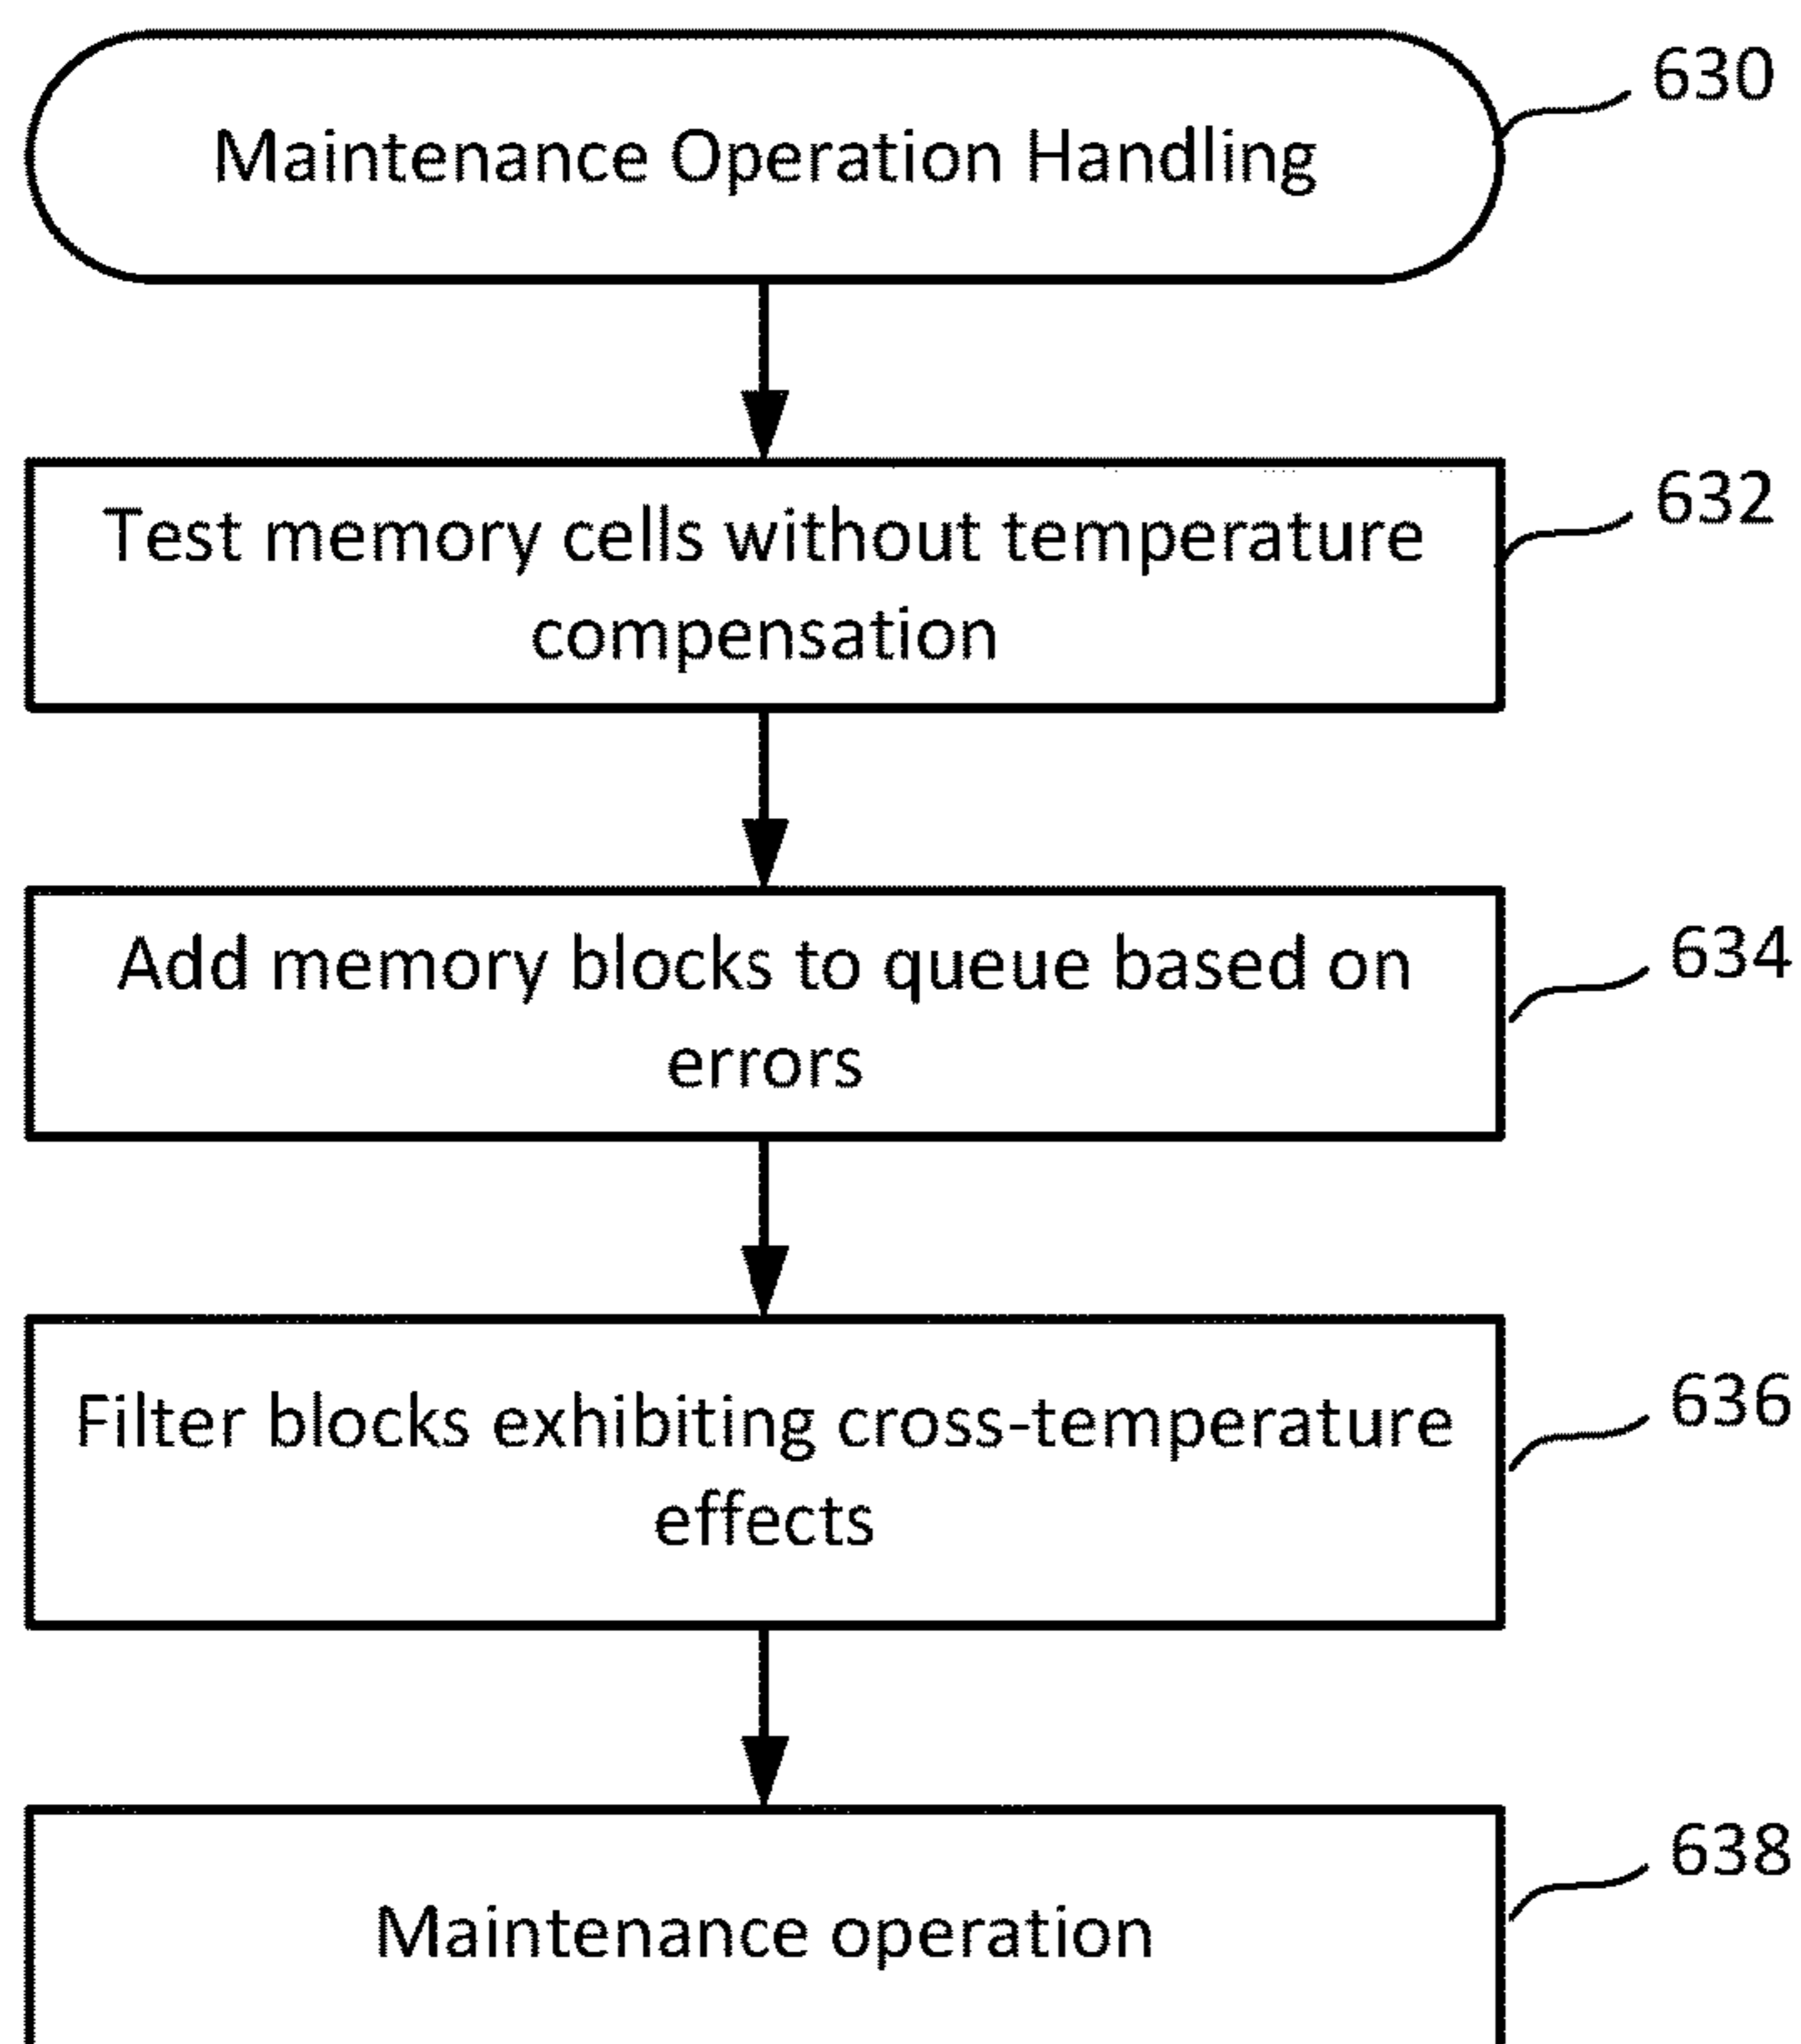 630
Maintenance Operation Handling
632
Test memory cells without temperature
compensation
634
Add memory blocks to queue based on
errors
636
Filter blocks exhibiting cross-temperature
effects
638
Maintenance operation